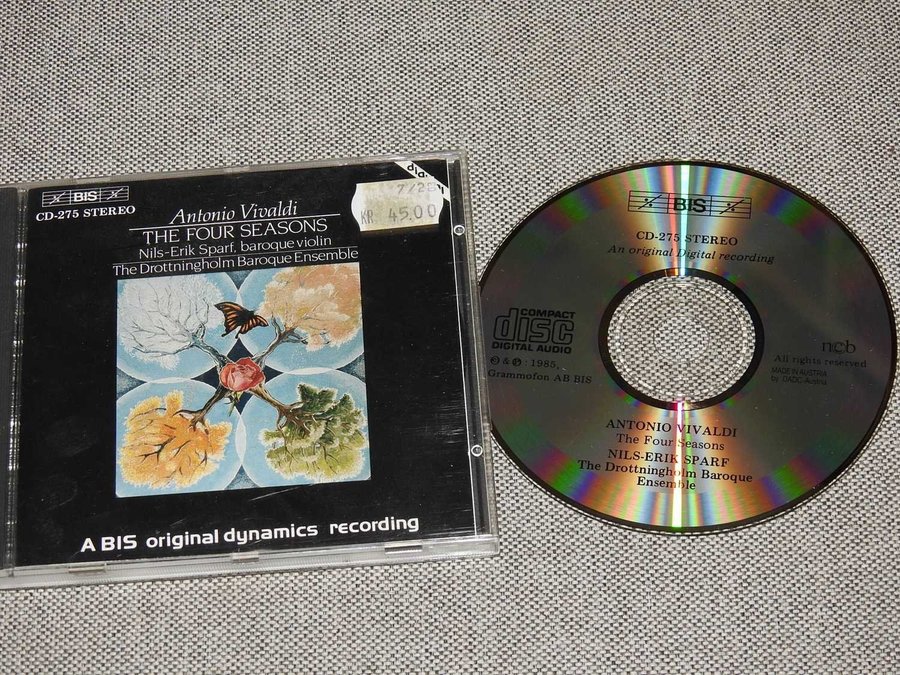 BIS
CD-275 STEREO
Antonio Vivaldi
THE FOUR SEASONS
Nils-Erik Sparf, baroque violin
The Drottningholm Baroque Ensemble
KR. 45.00
A BIS original dynamics recording
BIS
CD-275 STEREO
An original Digital recording
COMPACT
disc
DIGITAL AUDIO
ncb
All rights reserved
MADE IN AUSTRIA
by DADC-Austria
© & ℗ : 1985,
Grammofon AB BIS
ANTONIO VIVALDI
The Four Seasons
NILS-ERIK SPARF
The Drottningholm Baroque
Ensemble